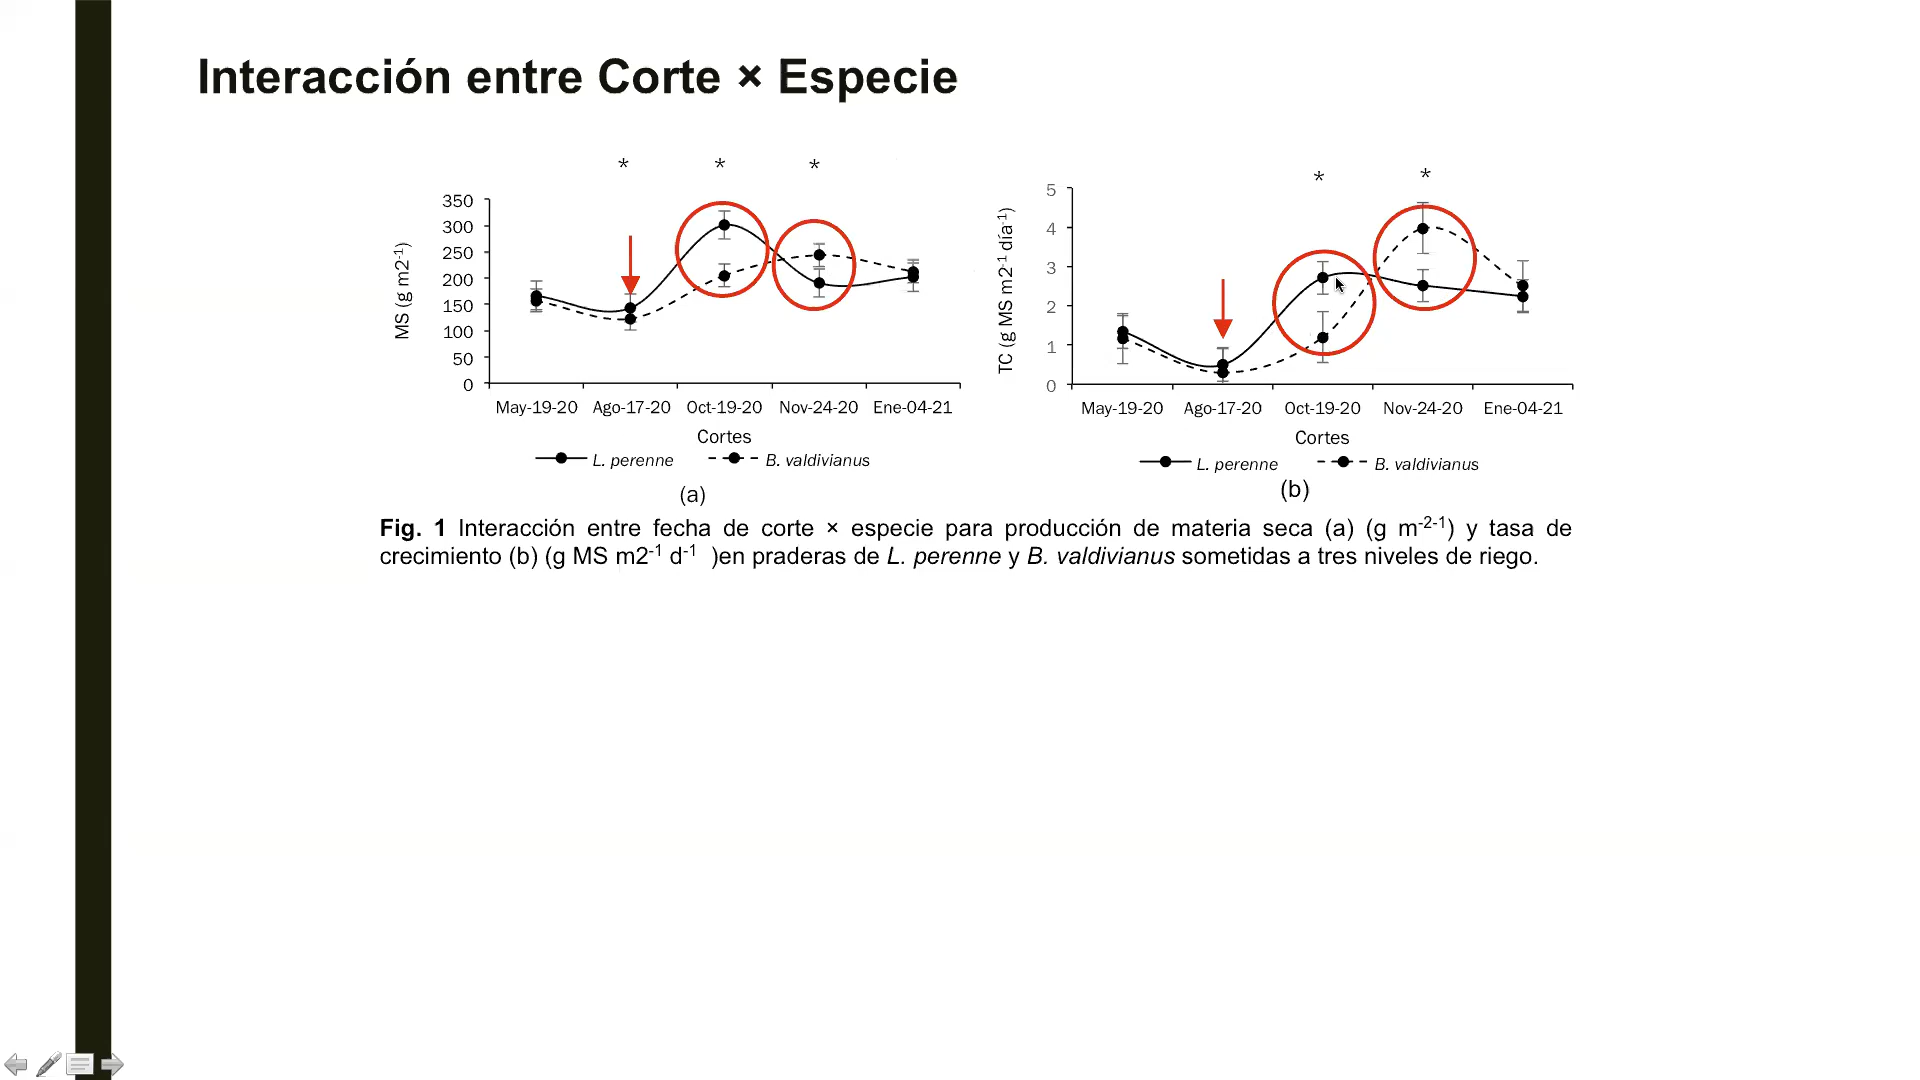 Interacción entre Corte × Especie
* * *
350
300
250
200
150
100
50
0
MS (g m2-1)
May-19-20 Ago-17-20 Oct-19-20 Nov-24-20 Ene-04-21
Cortes
L. perenne B. valdivianus
(a)
* *
5
4
3
2
1
0
TC (g MS m2-1 día-1)
May-19-20 Ago-17-20 Oct-19-20 Nov-24-20 Ene-04-21
Cortes
L. perenne B. valdivianus
(b)
Fig. 1 Interacción entre fecha de corte × especie para producción de materia seca (a) (g m-2-1) y tasa de
crecimiento (b) (g MS m2-1 d-1 )en praderas de L. perenne y B. valdivianus sometidas a tres niveles de riego.